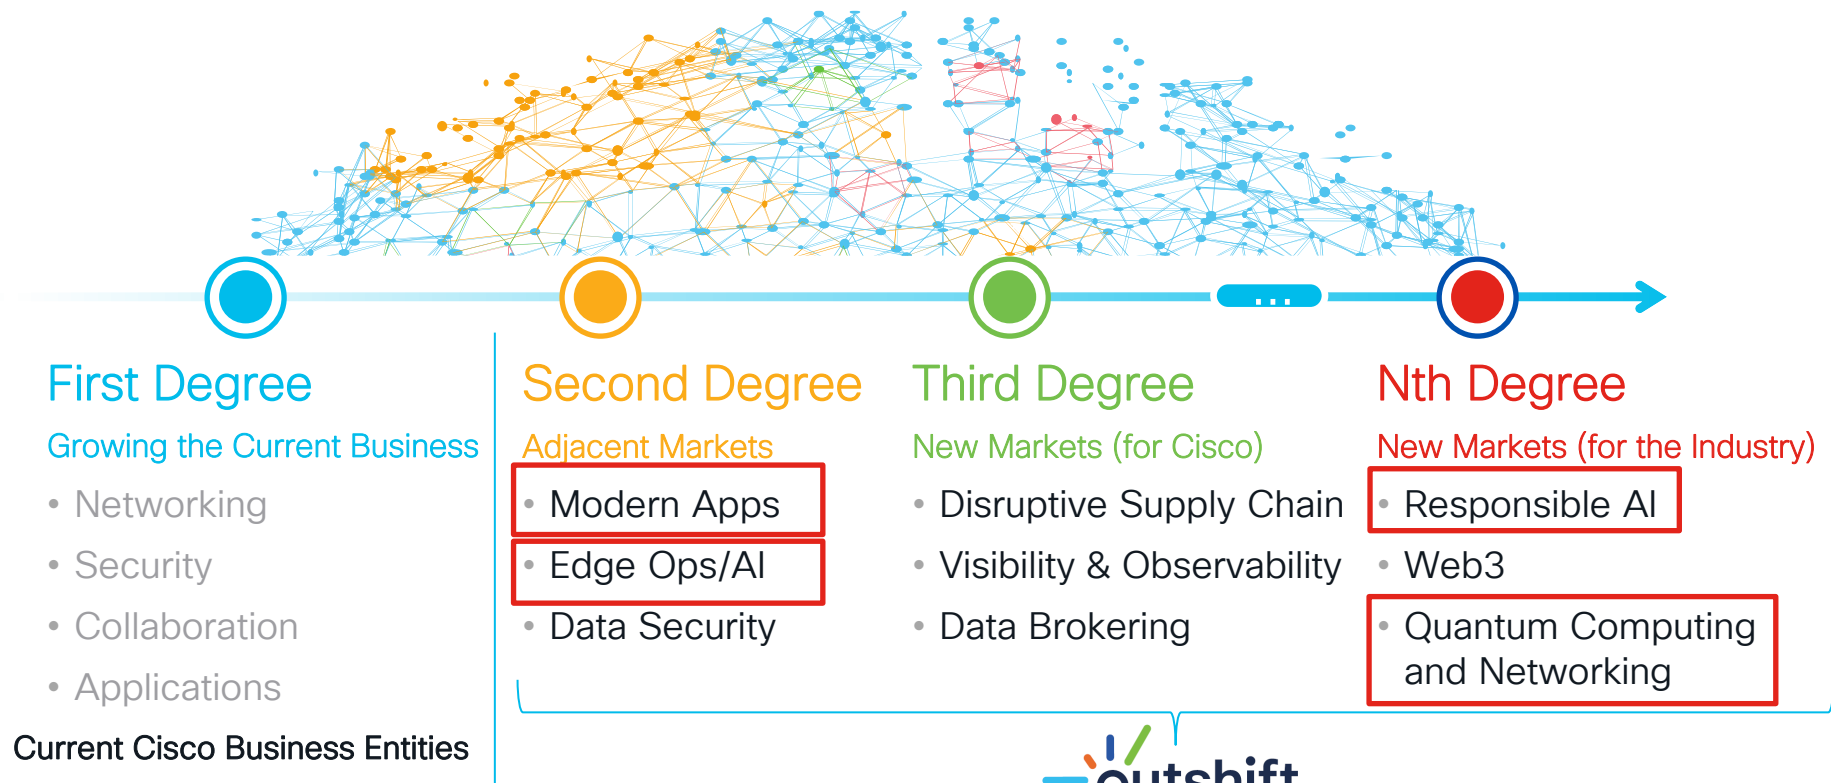 ...
First Degree
Growing the Current Business
• Networking
• Security
• Collaboration
• Applications
Current Cisco Business Entities
Second Degree
Adjacent Markets
• Modern Apps
• Edge Ops/AI
• Data Security
Third Degree
New Markets (for Cisco)
• Disruptive Supply Chain
• Visibility & Observability
• Data Brokering
Nth Degree
New Markets (for the Industry)
• Responsible AI
• Web3
• Quantum Computing
and Networking
outshift